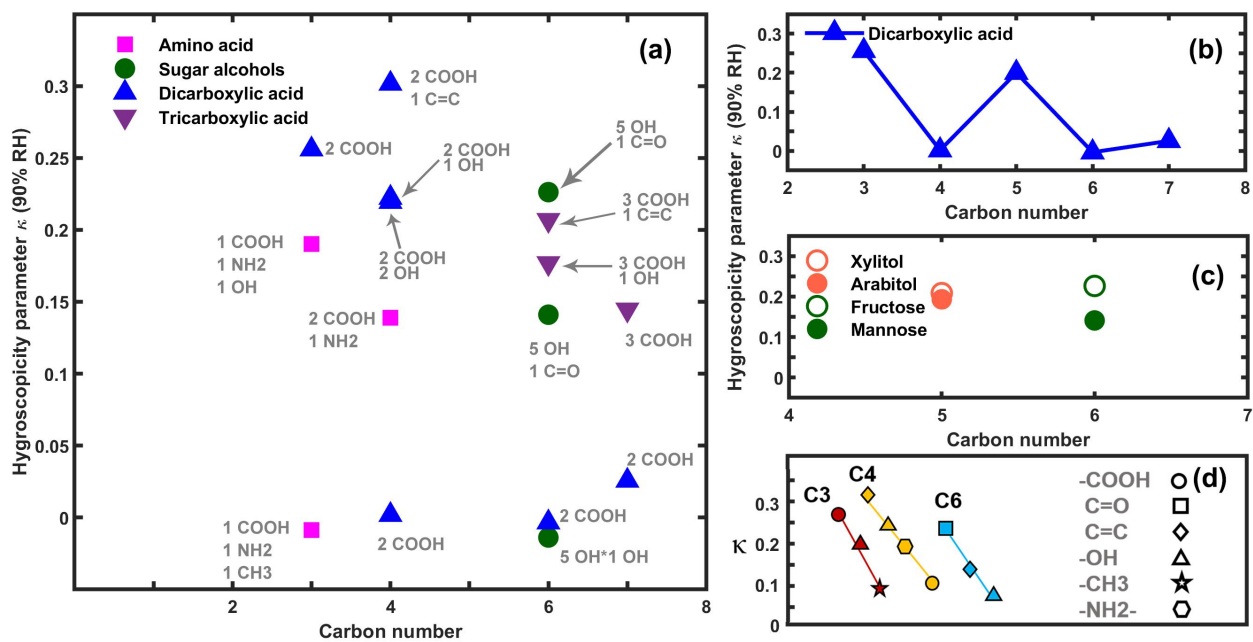 Amino acid
Sugar alcohols
Dicarboxylic acid
Tricarboxylic acid
(a)
2 COOH
1 C=C
2 COOH
2 COOH
1 OH
2 COOH
2 OH
5 OH
1 C=O
3 COOH
1 C=C
3 COOH
1 OH
1 COOH
1 NH2
1 OH
2 COOH
1 NH2
5 OH
1 C=O
3 COOH
2 COOH
2 COOH
5 OH*1 OH
2 COOH
1 COOH
1 NH2
1 CH3
0.3
0.25
0.2
0.15
0.1
0.05
0
2 4 6 8
Carbon number
Hygroscopicity parameter κ (90% RH)
Dicarboxylic acid
(b)
0.3
0.2
0.1
0
2 3 4 5 6 7 8
Carbon number
Hygroscopicity parameter κ (90% RH)
Xylitol
Arabitol
Fructose
Mannose
(c)
0.3
0.2
0.1
0
4 5 6 7
Carbon number
C3
C4
C6
(d)
-COOH
C=O
C=C
-OH
-CH3
-NH2-
0.3
0.2
0.1
0
κ